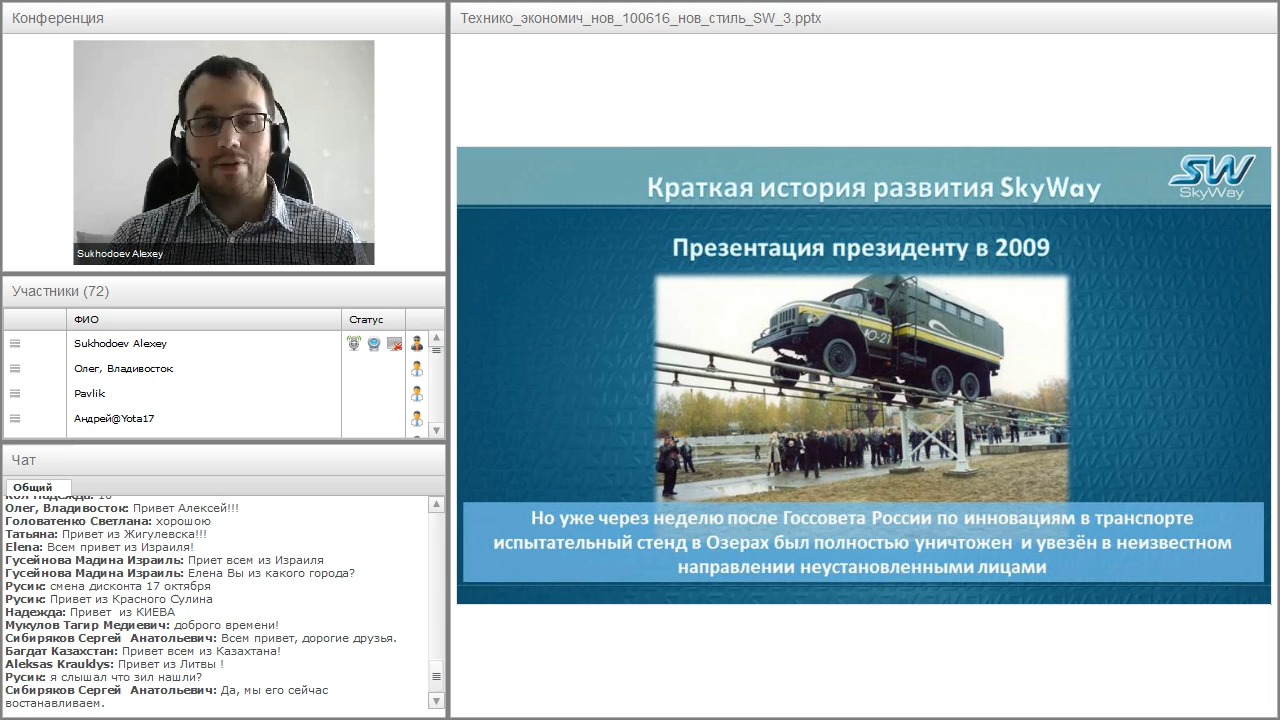 Конференция
Sukhodoev Alexey
Участники (72)
ФИО
Статус
Sukhodoev Alexey
Олег, Владивосток
Pavlik
Андрей@Yota17
Чат
Общий
Олег, Владивосток: Привет Алексей!!!
Головатенко Светлана: хорошою
Татьяна: Привет из Жигулевска!!!
Elena: Всем привет из Израиля!
Гусейнова Мадина Израиль: Приет всем из Израиля
Гусейнова Мадина Израиль: Елена Вы из какого города?
Русик: смена дисконта 17 октября
Русик: Привет из Красного Сулина
Надежда: Привет из КИЕВА
Мукулов Тагир Медиевич: доброго времени!
Сибиряков Сергей Анатольевич: Всем привет, дорогие друзья.
Багдат Казахстан: Привет всем из Казахтана!
Aleksas Krauklys: Привет из Литвы !
Русик: я слышал что зил нашли?
Сибиряков Сергей Анатольевич: Да, мы его сейчас
востанавливаем.
Технико_экономич_нов_100616_нов_стиль_SW_3.pptx
Краткая история развития SkyWay
SW
SkyWay
Презентация президенту в 2009
Ю-21
Но уже через неделю после Госсовета России по инновациям в транспорте
испытательный стенд в Озерах был полностью уничтожен и увезён в неизвестном
направлении неустановленными лицами